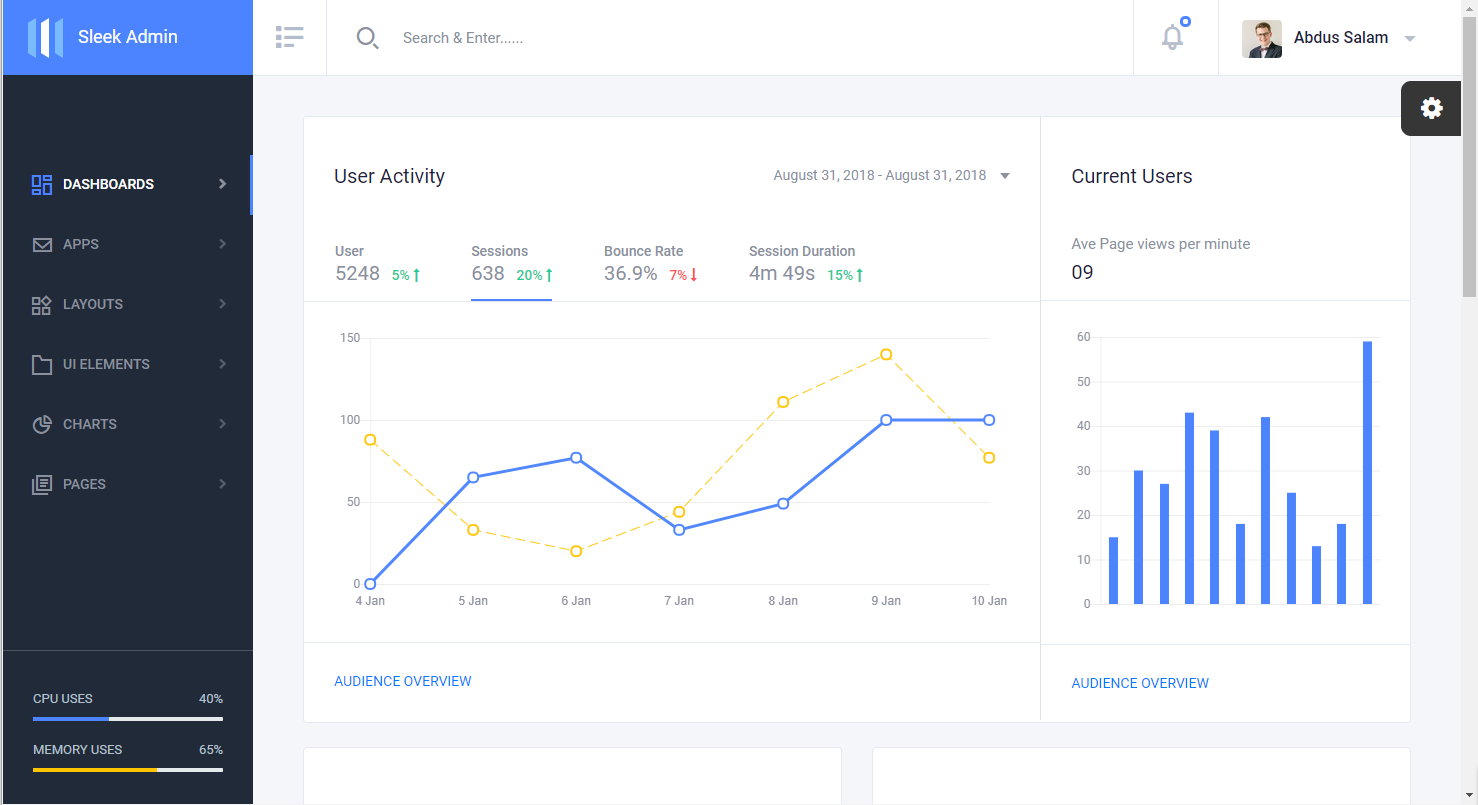 Sleek Admin
Search & Enter......
Abdus Salam
DASHBOARDS
APPS
LAYOUTS
UI ELEMENTS
CHARTS
PAGES
CPU USES 40%
MEMORY USES 65%
User Activity
August 31, 2018 - August 31, 2018
User
5248 5%
Sessions
638 20%
Bounce Rate
36.9% 7%
Session Duration
4m 49s 15%
150
100
50
0
4 Jan 5 Jan 6 Jan 7 Jan 8 Jan 9 Jan 10 Jan
AUDIENCE OVERVIEW
Current Users
Ave Page views per minute
09
60
50
40
30
20
10
0
AUDIENCE OVERVIEW